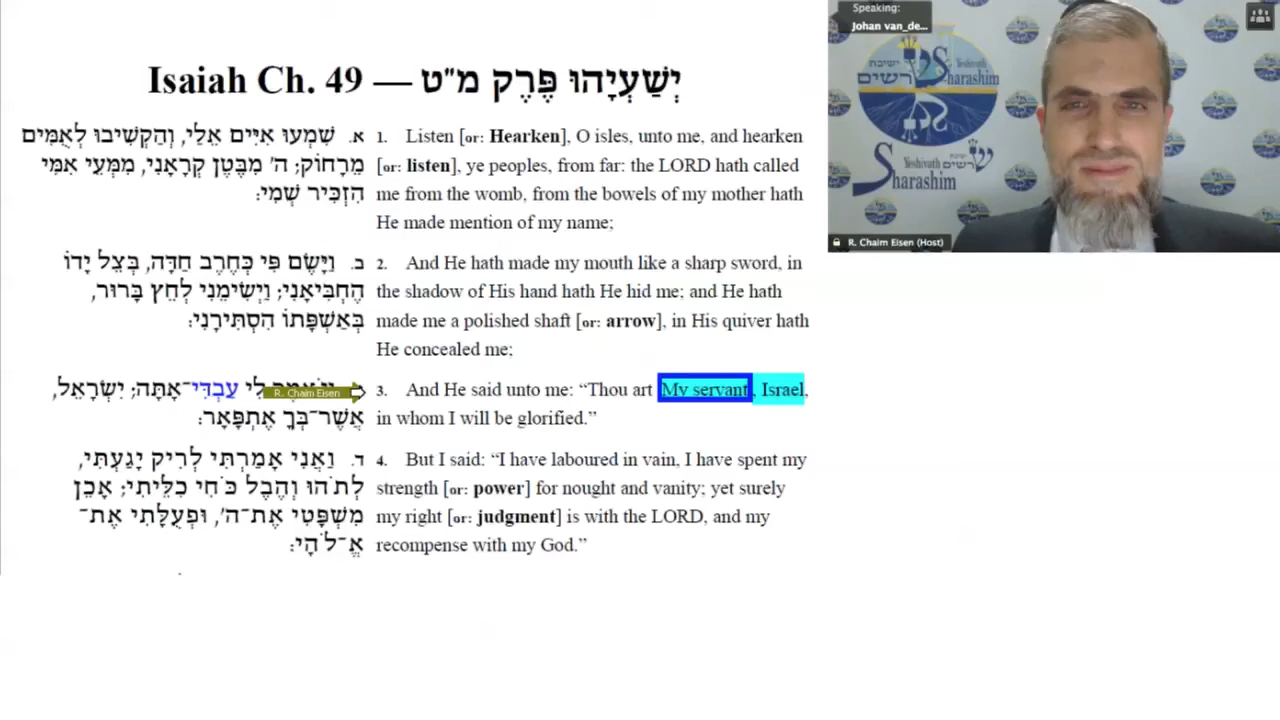 Isaiah Ch. 49 — יְשַׁעְיָהוּ פֶּרֶק מ"ט
א. שִׁמְעוּ אִיִּים אֵלַי, וְהַקְשִׁיבוּ לְאֻמִּים
מֵרָחוֹק; ה' מִבֶּטֶן קְרָאָנִי, מִמְּעֵי אִמִּי
הִזְכִּיר שְׁמִי:
1. Listen [or: Hearken], O isles, unto me, and hearken
[or: listen], ye peoples, from far: the LORD hath called
me from the womb, from the bowels of my mother hath
He made mention of my name;
ב. וַיָּשֶׂם פִּי כְּחֶרֶב חַדָּה, בְּצֵל יָדוֹ
הֶחְבִּיאָנִי; וַיְשִׂימֵנִי לְחֵץ בָּרוּר,
בְּאַשְׁפָּתוֹ הִסְתִּירָנִי:
2. And He hath made my mouth like a sharp sword, in
the shadow of His hand hath He hid me; and He hath
made me a polished shaft [or: arrow], in His quiver hath
He concealed me;
לִי עַבְדִּי־אָתָּה; יִשְׂרָאֵל,
אֲשֶׁר־בְּךָ אֶתְפָּאָר:
R. Chaim Eisen
3. And He said unto me: “Thou art My servant, Israel,
in whom I will be glorified.”
ד. וַאֲנִי אָמַרְתִּי לְרִיק יָגַעְתִּי,
לְתֹהוּ וְהֶבֶל כֹּחִי כִלֵּיתִי; אָכֵן
מִשְׁפָּטִי אֶת־ה', וּפְעֻלָּתִי אֶת־
אֱ־לֹהָי:
4. But I said: “I have laboured in vain, I have spent my
strength [or: power] for nought and vanity; yet surely
my right [or: judgment] is with the LORD, and my
recompense with my God.”
Speaking:
Johan van_de...
ישיבת
שרשים
Yeshivath
Sharashim
R. Chaim Eisen (Host)